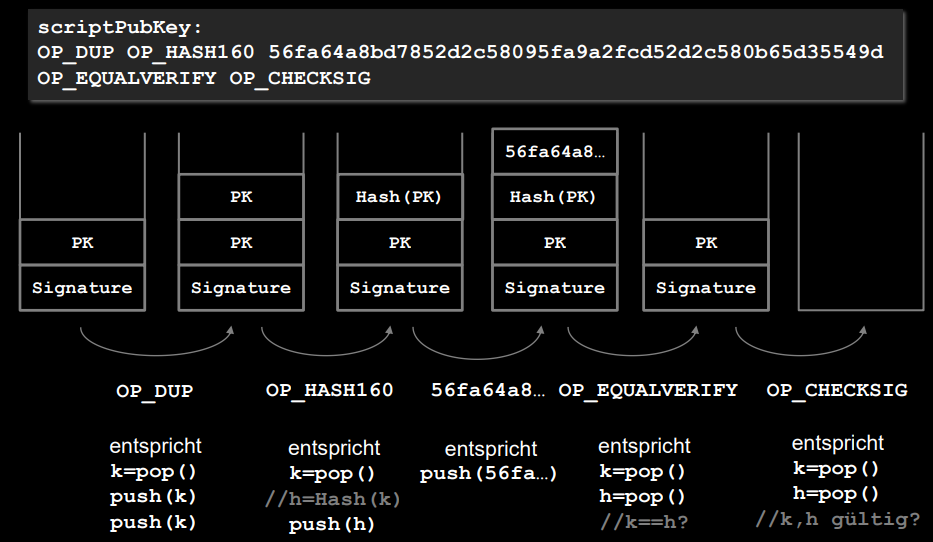 scriptPubKey:
OP_DUP OP_HASH160 56fa64a8bd7852d2c58095fa9a2fcd52d2c580b65d35549d
OP_EQUALVERIFY OP_CHECKSIG
PK
Signature
PK
PK
Signature
Hash(PK)
PK
Signature
56fa64a8…
Hash(PK)
PK
Signature
PK
Signature
OP_DUP
entspricht
k=pop()
push(k)
push(k)
OP_HASH160
entspricht
k=pop()
//h=Hash(k)
push(h)
56fa64a8…
entspricht
push(56fa…)
OP_EQUALVERIFY
entspricht
k=pop()
h=pop()
//k==h?
OP_CHECKSIG
entspricht
k=pop()
h=pop()
//k,h gültig?